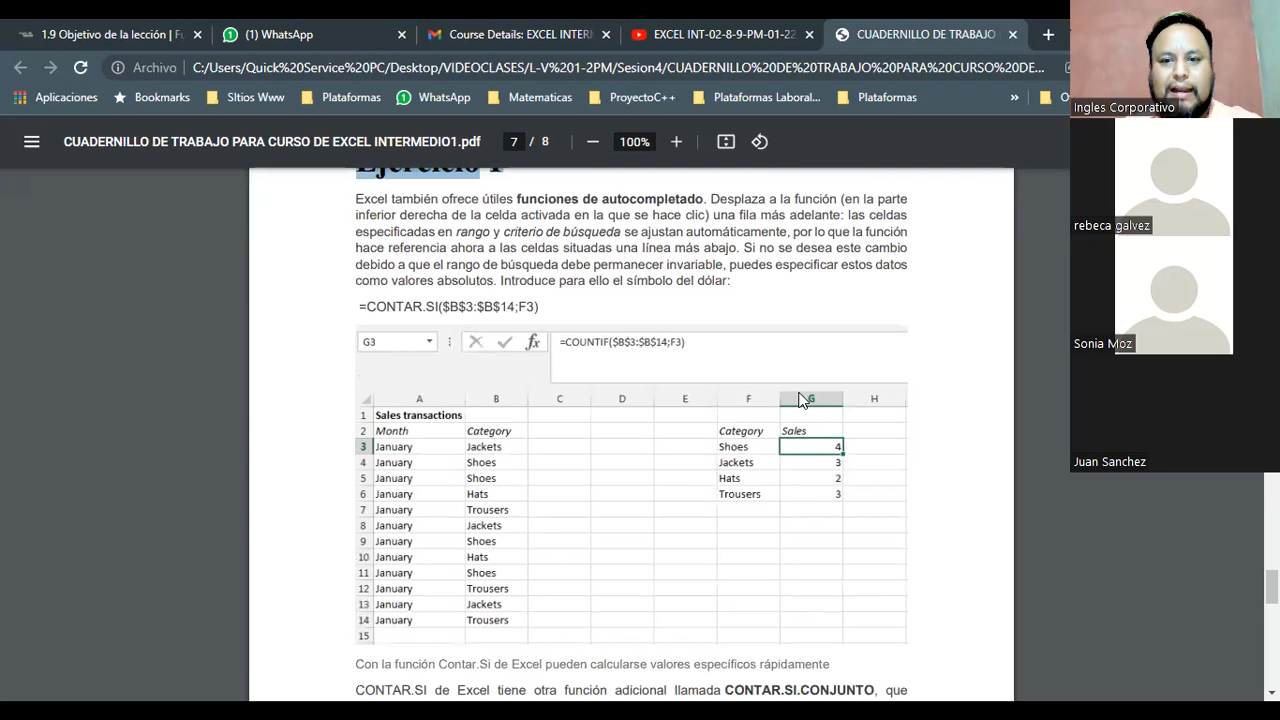 1.9 Objetivo de la lección | Fu
(1) WhatsApp
Course Details: EXCEL INTERM
EXCEL INT-02-8-9-PM-01-22
CUADERNILLO DE TRABAJO
Archivo C:/Users/Quick%20Service%20PC/Desktop/VIDEOCLASES/L-V%201-2PM/Sesion4/CUADERNILLO%20DE%20TRABAJO%20PARA%20CURSO%20DE...
Aplicaciones Bookmarks SItios Www Plataformas WhatsApp Matematicas ProyectoC++ Plataformas Laboral... Plataformas » O
CUADERNILLO DE TRABAJO PARA CURSO DE EXCEL INTERMEDIO1.pdf 7 / 8 100%
Ejercicio 1
Excel también ofrece útiles funciones de autocompletado. Desplaza a la función (en la parte
inferior derecha de la celda activada en la que se hace clic) una fila más adelante: las celdas
especificadas en rango y criterio de búsqueda se ajustan automáticamente, por lo que la función
hace referencia ahora a las celdas situadas una línea más abajo. Si no se desea este cambio
debido a que el rango de búsqueda debe permanecer invariable, puedes especificar estos datos
como valores absolutos. Introduce para ello el símbolo del dólar:
=CONTAR.SI($B$3:$B$14;F3)
G3 fx =COUNTIF($B$3:$B$14;F3)
A B C D E F G H
1 Sales transactions
2 Month Category Category Sales
3 January Jackets Shoes 4
4 January Shoes Jackets 3
5 January Shoes Hats 2
6 January Hats Trousers 3
7 January Trousers
8 January Jackets
9 January Shoes
10 January Hats
11 January Shoes
12 January Trousers
13 January Jackets
14 January Trousers
15
Con la función Contar.Si de Excel pueden calcularse valores específicos rápidamente
CONTAR.SI de Excel tiene otra función adicional llamada CONTAR.SI.CONJUNTO, que
Ingles Corporativo
rebeca galvez
Sonia Moz
Juan Sanchez